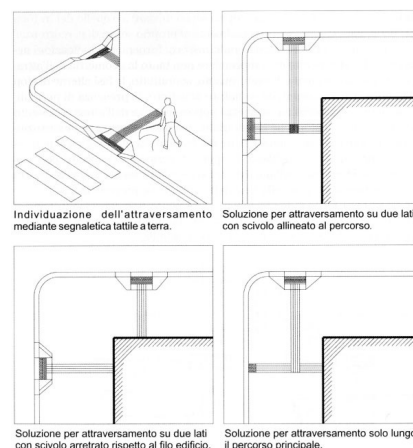 Individuazione dell'attraversamento
mediante segnaletica tattile a terra.
Soluzione per attraversamento su due lati
con scivolo allineato al percorso.
Soluzione per attraversamento su due lati
con scivolo arretrato rispetto al filo edificio.
Soluzione per attraversamento solo lungo
il percorso principale.